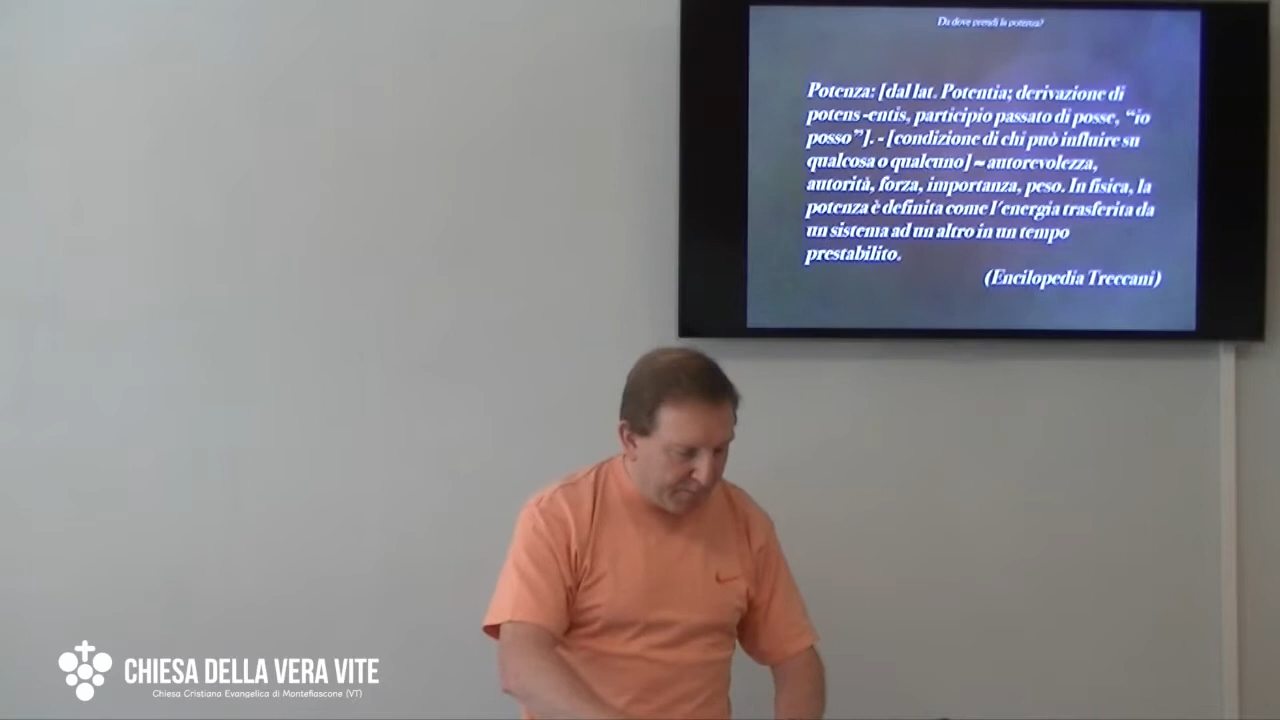 Da dove prendi la potenza?
Potenza: [dal lat. Potentia; derivazione di
potens -entis, participio passato di posse, “io
posso”]. - [condizione di chi può influire su
qualcosa o qualcuno] ~ autorevolezza,
autorità, forza, importanza, peso. In fisica, la
potenza è definita come l'energia trasferita da
un sistema ad un altro in un tempo
prestabilito.
(Encilopedia Treccani)
CHIESA DELLA VERA VITE
Chiesa Cristiana Evangelica di Montefiascone (VT)